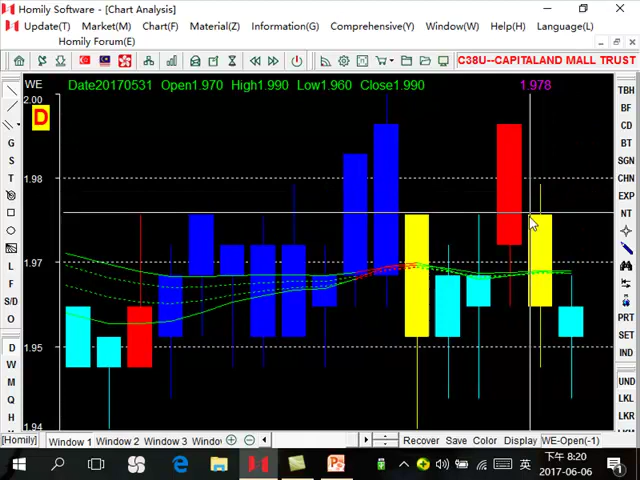 Homily Software - [Chart Analysis]
Update(T) Market(M) Chart(F) Material(Z) Information(G) Comprehensive(Y) Window(W) Help(H) Language(L)
Homily Forum(E)
C38U--CAPITALAND MALL TRUST
WE Date20170531 Open1.970 High1.990 Low1.960 Close1.990 1.978
2.00
D
1.98
1.97
1.95
1.94
G
S
T
L
F
S/D
O
D
W
M
Q
H
TBH
BF
CD
BT
SGN
CHN
EXP
NT
PRT
SET
IND
UND
LKL
LKR
LKM
[Homily] Window 1 Window 2 Window 3 Windo Recover Save Color Display WE-Open(-1)
英 下午 8:20
2017-06-06
1